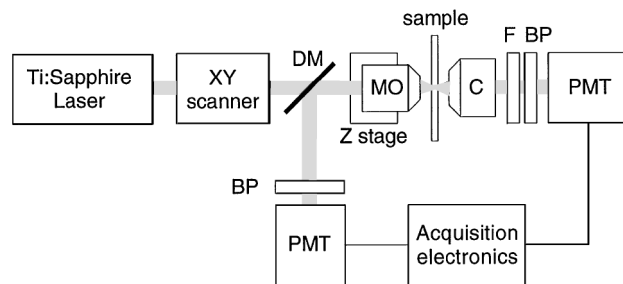 sample
DM
F BP
Ti:Sapphire
Laser
XY
scanner
MO
C
PMT
Z stage
BP
PMT
Acquisition
electronics